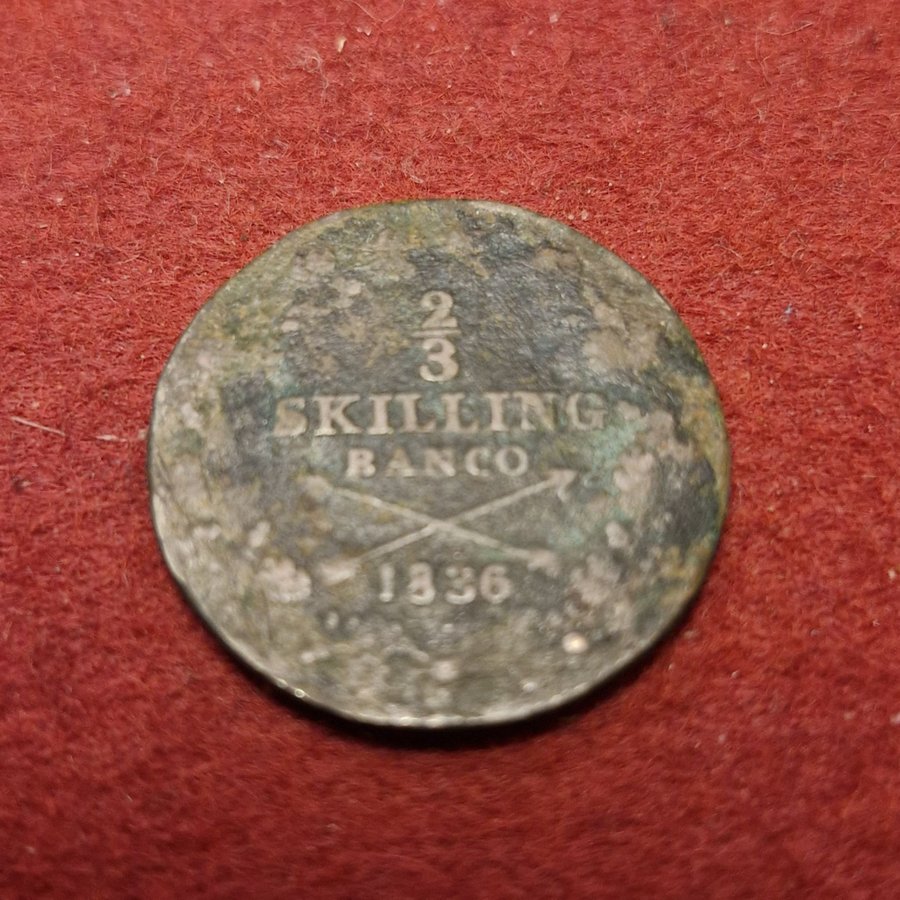 2/3
SKILLING
BANCO
1836